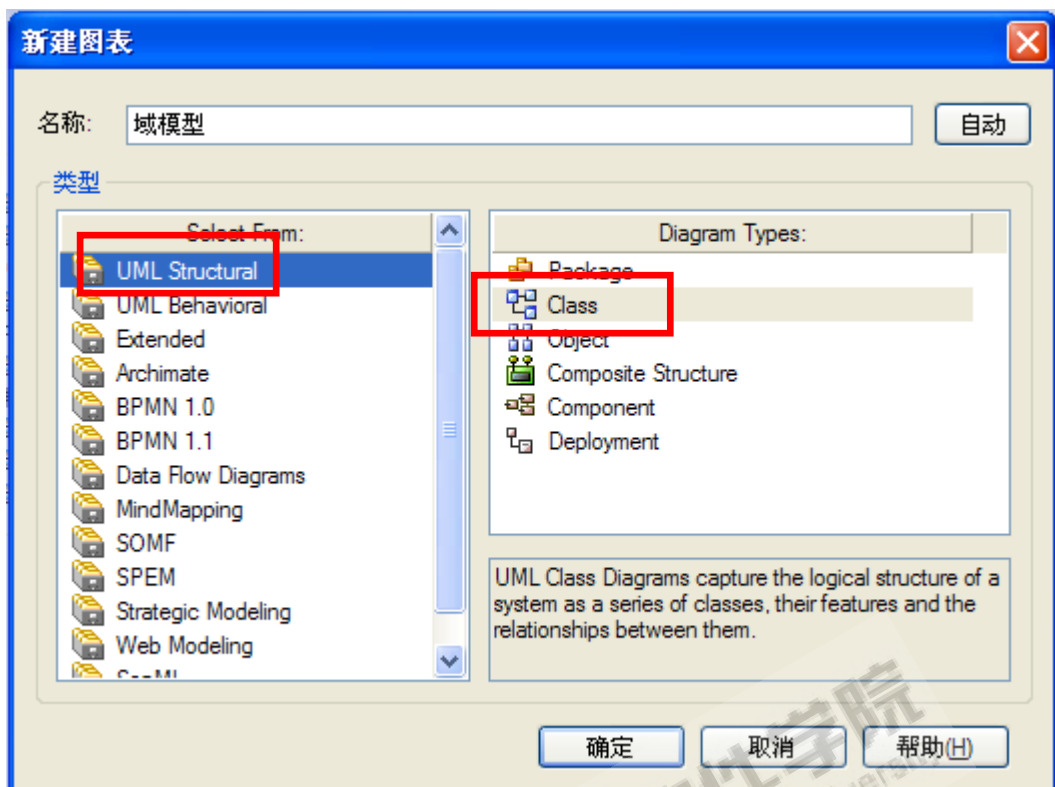 新建图表
名称: 域模型 自动
类型
Select From:
UML Structural
UML Behavioral
Extended
Archimate
BPMN 1.0
BPMN 1.1
Data Flow Diagrams
MindMapping
SOMF
SPEM
Strategic Modeling
Web Modeling
Diagram Types:
Package
Class
Object
Composite Structure
Component
Deployment
UML Class Diagrams capture the logical structure of a
system as a series of classes, their features and the
relationships between them.
确定 取消 帮助(H)
学院